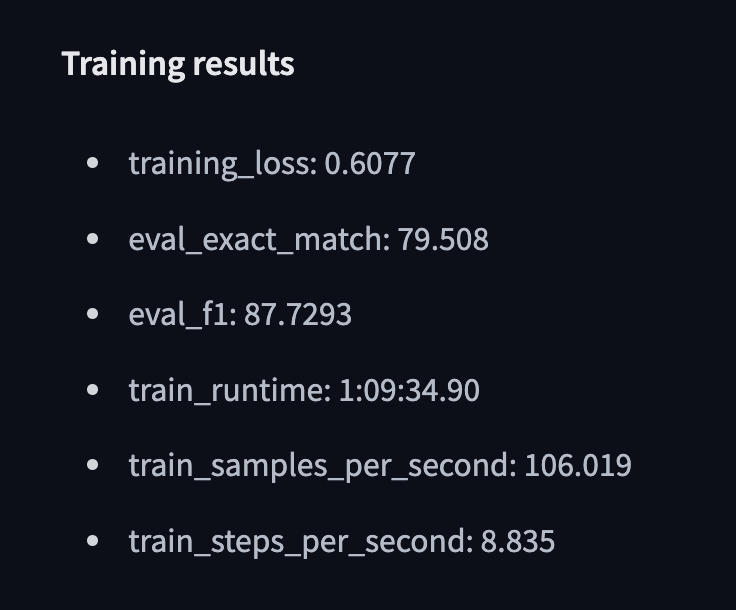 Training results
training_loss: 0.6077
eval_exact_match: 79.508
eval_f1: 87.7293
train_runtime: 1:09:34.90
train_samples_per_second: 106.019
train_steps_per_second: 8.835